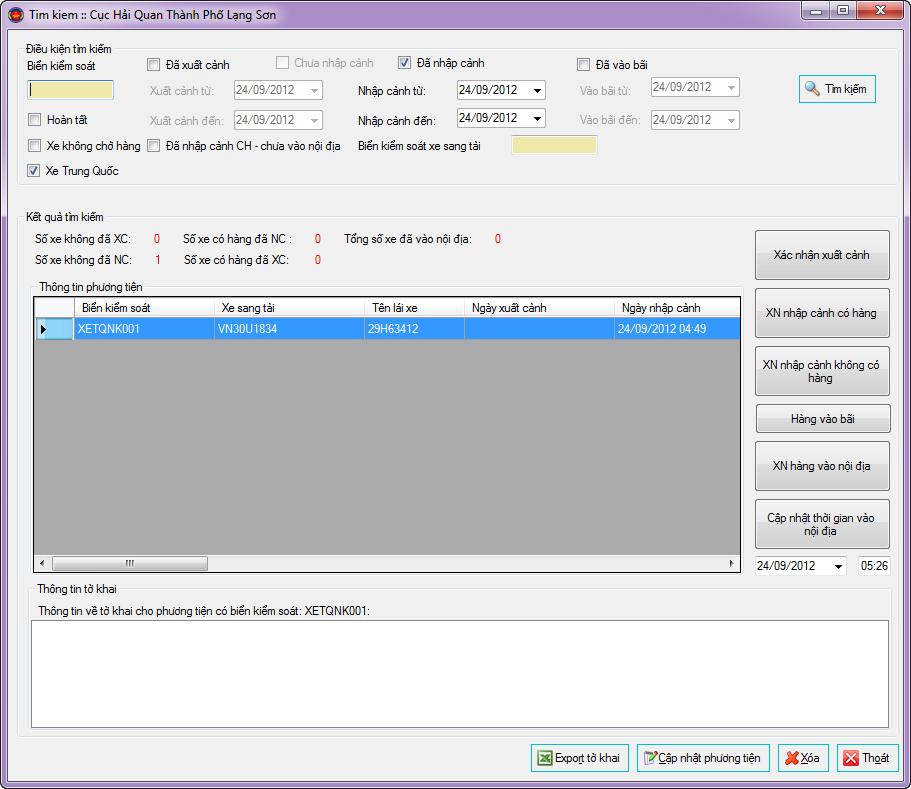 Tim kiem :: Cục Hải Quan Thành Phố Lạng Sơn
Điều kiện tìm kiếm
Biển kiểm soát
Đã xuất cảnh
Chưa nhập cảnh
Đã nhập cảnh
Đã vào bãi
Xuất cảnh từ:
24/09/2012
Nhập cảnh từ:
24/09/2012
Vào bãi từ:
24/09/2012
Tìm kiếm
Hoàn tất
Xuất cảnh đến:
24/09/2012
Nhập cảnh đến:
24/09/2012
Vào bãi đến:
24/09/2012
Xe không chở hàng
Đã nhập cảnh CH - chưa vào nội địa
Biển kiểm soát xe sang tải
Xe Trung Quốc
Kết quả tìm kiếm
Số xe không đã XC: 0
Số xe có hàng đã NC : 0
Tổng số xe đã vào nội địa: 0
Số xe không đã NC: 1
Số xe có hàng đã XC: 0
Thông tin phương tiện
Biển kiểm soát
Xe sang tải
Tên lái xe
Ngày xuất cảnh
Ngày nhập cảnh
XETQNK001
VN30U1834
29H63412
24/09/2012 04:49
Xác nhận xuất cảnh
XN nhập cảnh có hàng
XN nhập cảnh không có
hàng
Hàng vào bãi
XN hàng vào nội địa
Cập nhật thời gian vào
nội địa
24/09/2012
05:26
Thông tin tờ khai
Thông tin về tờ khai cho phương tiện có biển kiểm soát: XETQNK001:
Export tờ khai
Cập nhật phương tiện
Xóa
Thoát